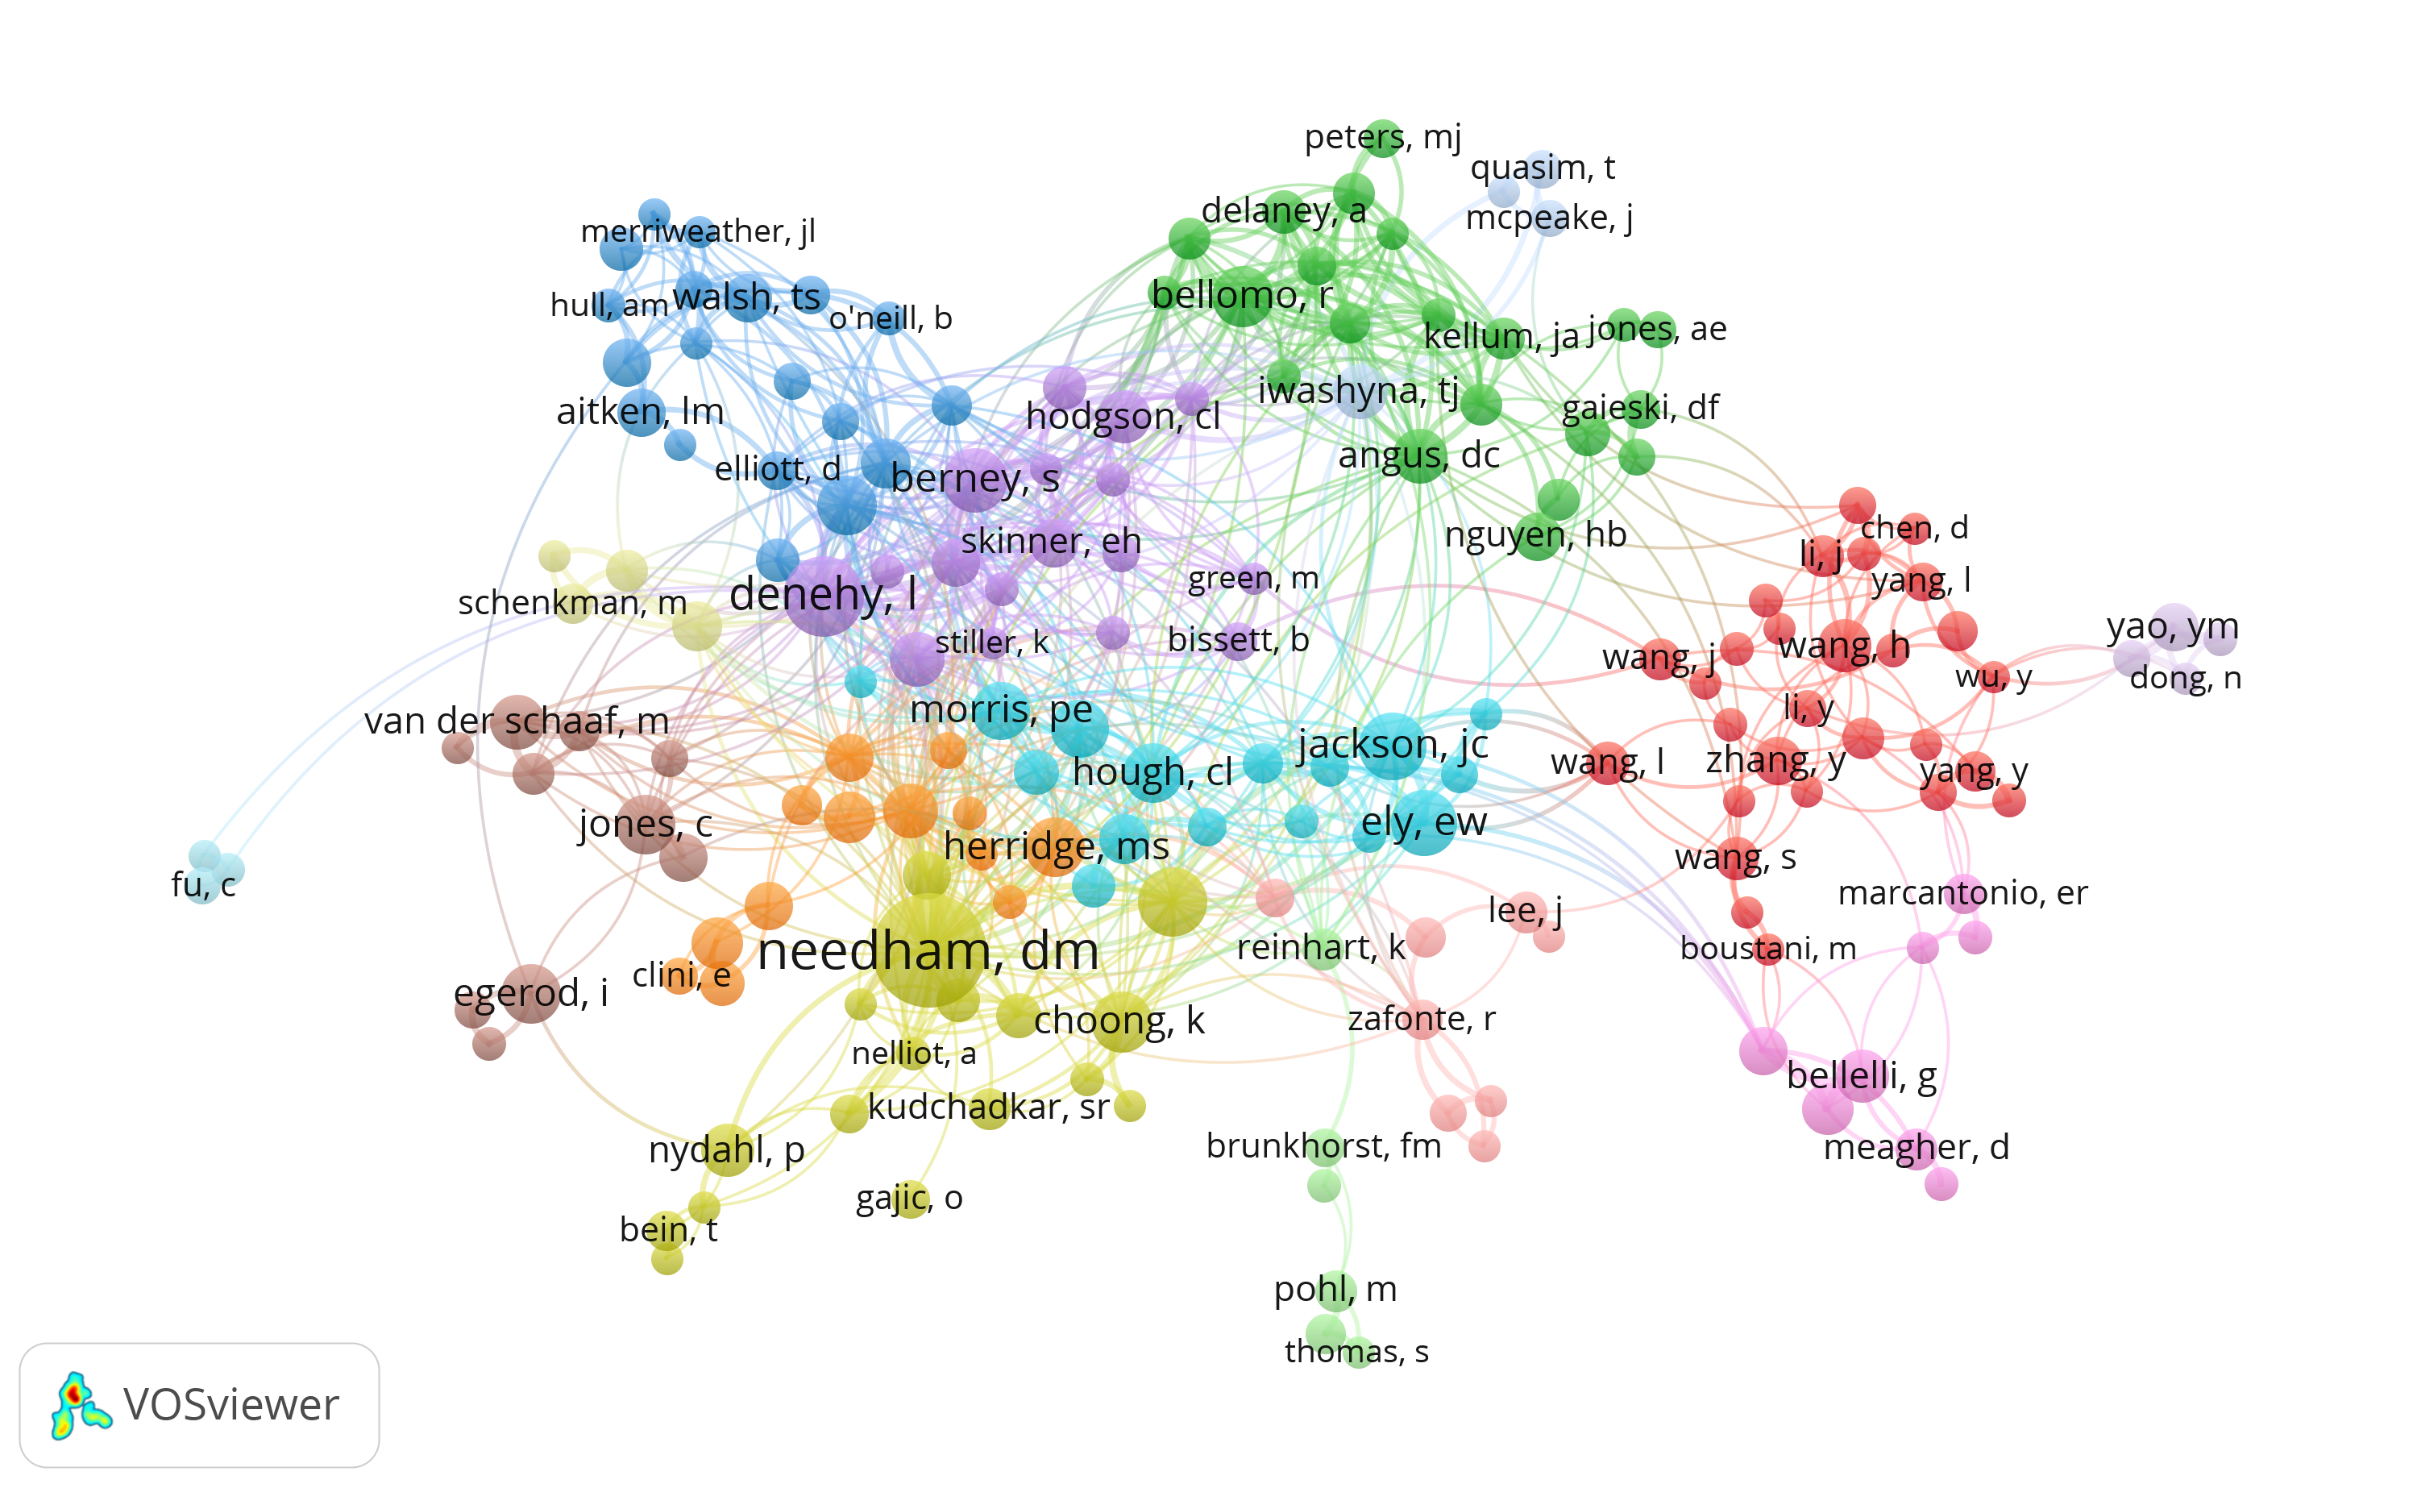 peters, mj
quasim, t
delaney, a
mcpeake, j
merriweather, jl
hull, am
walsh, ts
o'neill, b
bellomo, r
kellum, ja
jones, ae
iwashyna, tj
aitken, lm
hodgson, cl
gaieski, df
elliott, d
berney, s
angus, dc
skinner, eh
nguyen, hb
chen, d
li, j
yang, l
green, m
schenkman, m
denehy, l
stiller, k
bissett, b
wang, j
wang, h
yao, ym
wu, y
dong, n
van der schaaf, m
morris, pe
li, y
jackson, jc
hough, cl
wang, l
zhang, y
yang, y
jones, c
herridge, ms
ely, ew
wang, s
fu, c
marcantonio, er
lee, j
needham, dm
reinhart, k
boustani, m
clini, e
egerod, i
choong, k
zafonte, r
nelliot, a
bellelli, g
kudchadkar, sr
nydahl, p
brunkhorst, fm
meagher, d
gajic, o
bein, t
pohl, m
thomas, s
VOSviewer